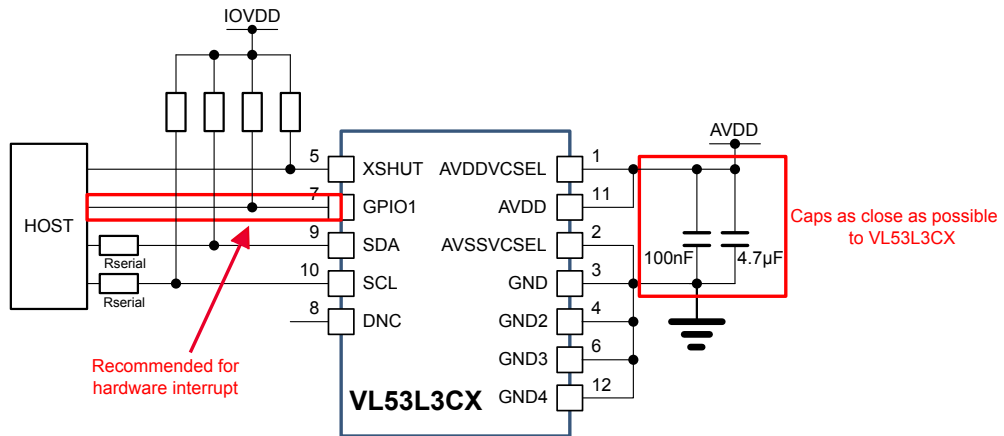 IOVDD
HOST
Rserial
Rserial
5
7
9
10
8
XSHUT
GPIO1
SDA
SCL
DNC
AVDDVCSEL
AVDD
AVSSVCSEL
GND
GND2
GND3
GND4
VL53L3CX
1
11
2
3
4
6
12
AVDD
100nF
4.7µF
Caps as close as possible
to VL53L3CX
Recommended for
hardware interrupt